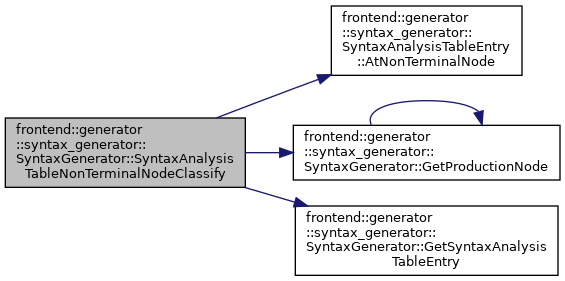 frontend::generator
::syntax_generator::
SyntaxGenerator::SyntaxAnalysis
TableNonTerminalNodeClassify
frontend::generator
::syntax_generator::
SyntaxAnalysisTableEntry
::AtNonTerminalNode
frontend::generator
::syntax_generator::
SyntaxGenerator::GetProductionNode
frontend::generator
::syntax_generator::
SyntaxGenerator::GetSyntaxAnalysis
TableEntry